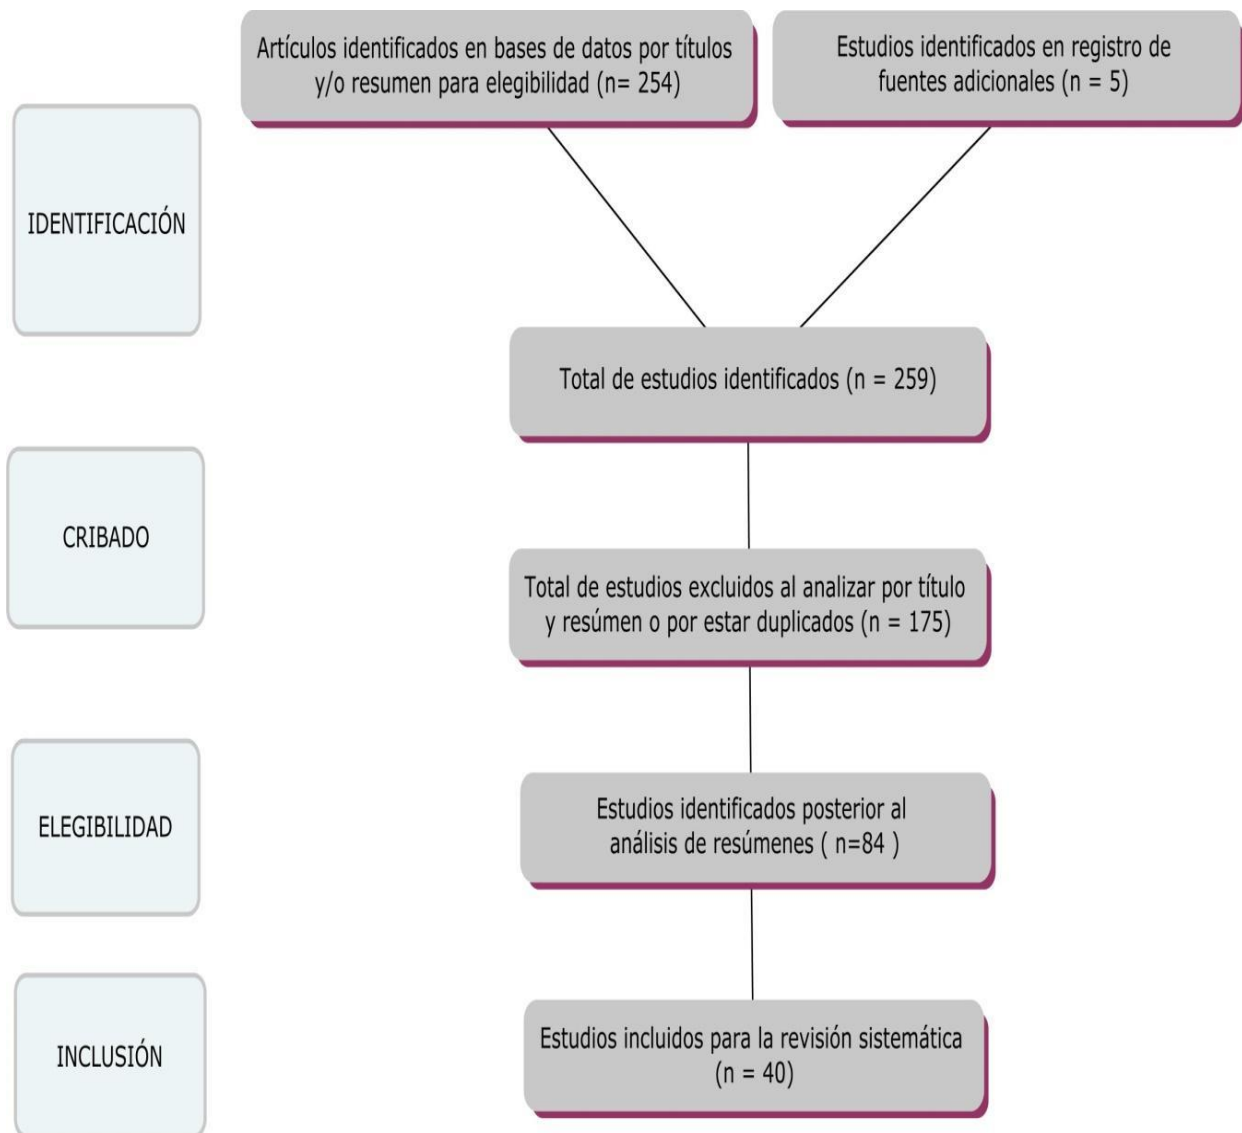 Artículos identificados en bases de datos por títulos
y/o resumen para elegibilidad (n= 254)
Estudios identificados en registro de
fuentes adicionales (n = 5)
IDENTIFICACIÓN
Total de estudios identificados (n = 259)
CRIBADO
Total de estudios excluidos al analizar por título
y resúmen o por estar duplicados (n = 175)
ELEGIBILIDAD
Estudios identificados posterior al
análisis de resúmenes ( n=84 )
INCLUSIÓN
Estudios incluidos para la revisión sistemática
(n = 40)